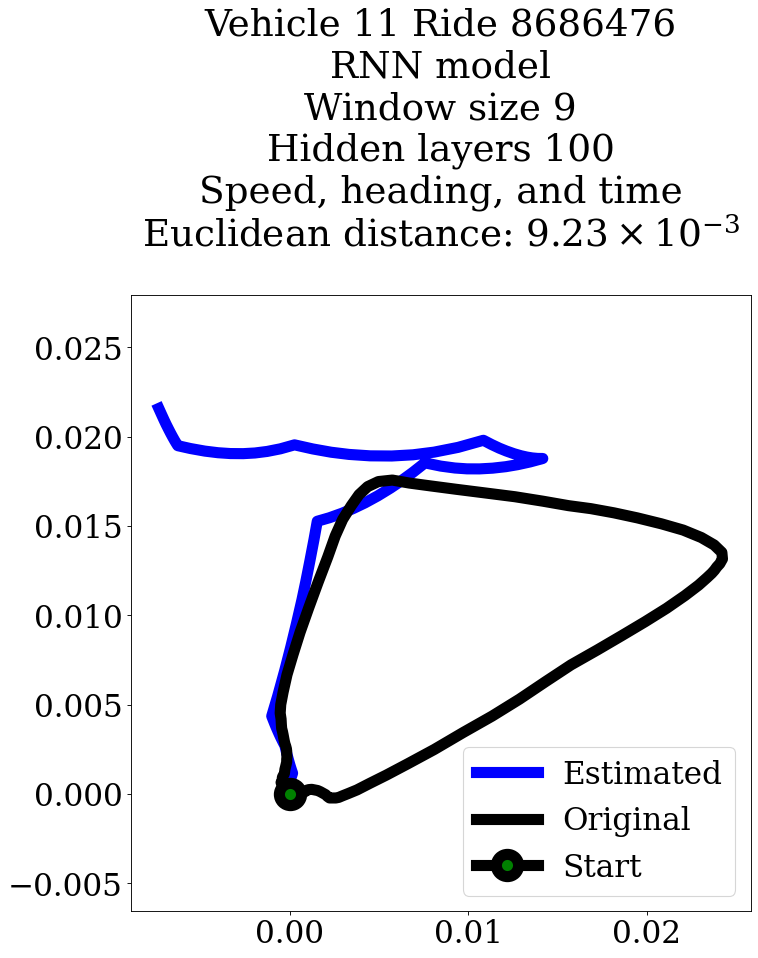 Vehicle 11 Ride 8686476
RNN model
Window size 9
Hidden layers 100
Speed, heading, and time
Euclidean distance: 9.23 × 10⁻³
0.025
0.020
0.015
0.010
0.005
0.000
−0.005
Estimated
Original
Start
0.00 0.01 0.02